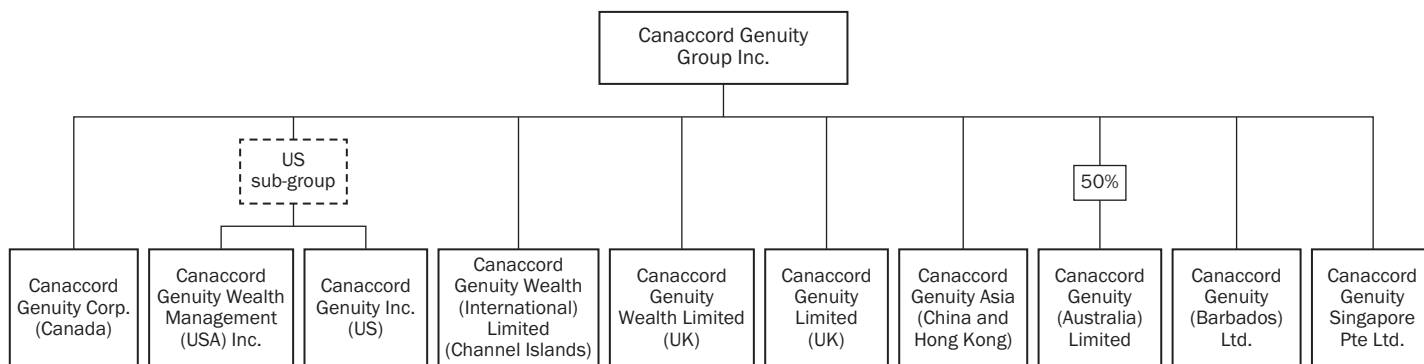 Canaccord Genuity
Group Inc.
US
sub-group
50%
Canaccord
Genuity Corp.
(Canada)
Canaccord
Genuity Wealth
Management
(USA) Inc.
Canaccord
Genuity Inc.
(US)
Canaccord
Genuity Wealth
(International)
Limited
(Channel Islands)
Canaccord
Genuity
Wealth Limited
(UK)
Canaccord
Genuity
Limited
(UK)
Canaccord
Genuity Asia
(China and
Hong Kong)
Canaccord
Genuity
(Australia)
Limited
Canaccord
Genuity
(Barbados)
Ltd.
Canaccord
Genuity
Singapore
Pte Ltd.